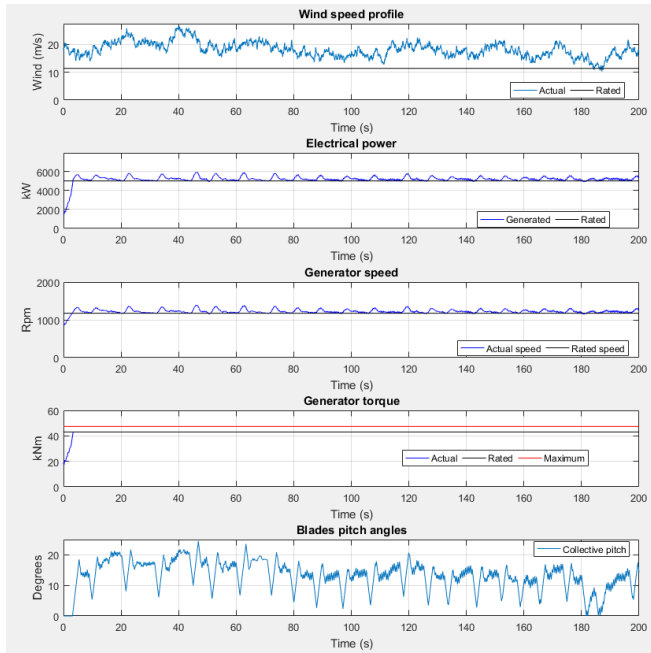 Wind speed profile
Wind (m/s)
20
10
0
0 20 40 60 80 100 120 140 160 180 200
Actual Rated
Time (s)
Electrical power
kW
6000
4000
2000
0
0 20 40 60 80 100 120 140 160 180 200
Generated Rated
Time (s)
Generator speed
Rpm
2000
1000
0
0 20 40 60 80 100 120 140 160 180 200
Actual speed Rated speed
Time (s)
Generator torque
kNm
60
40
20
0
0 20 40 60 80 100 120 140 160 180 200
Actual Rated Maximum
Time (s)
Blades pitch angles
Degrees
20
10
0
0 20 40 60 80 100 120 140 160 180 200
Collective pitch
Time (s)